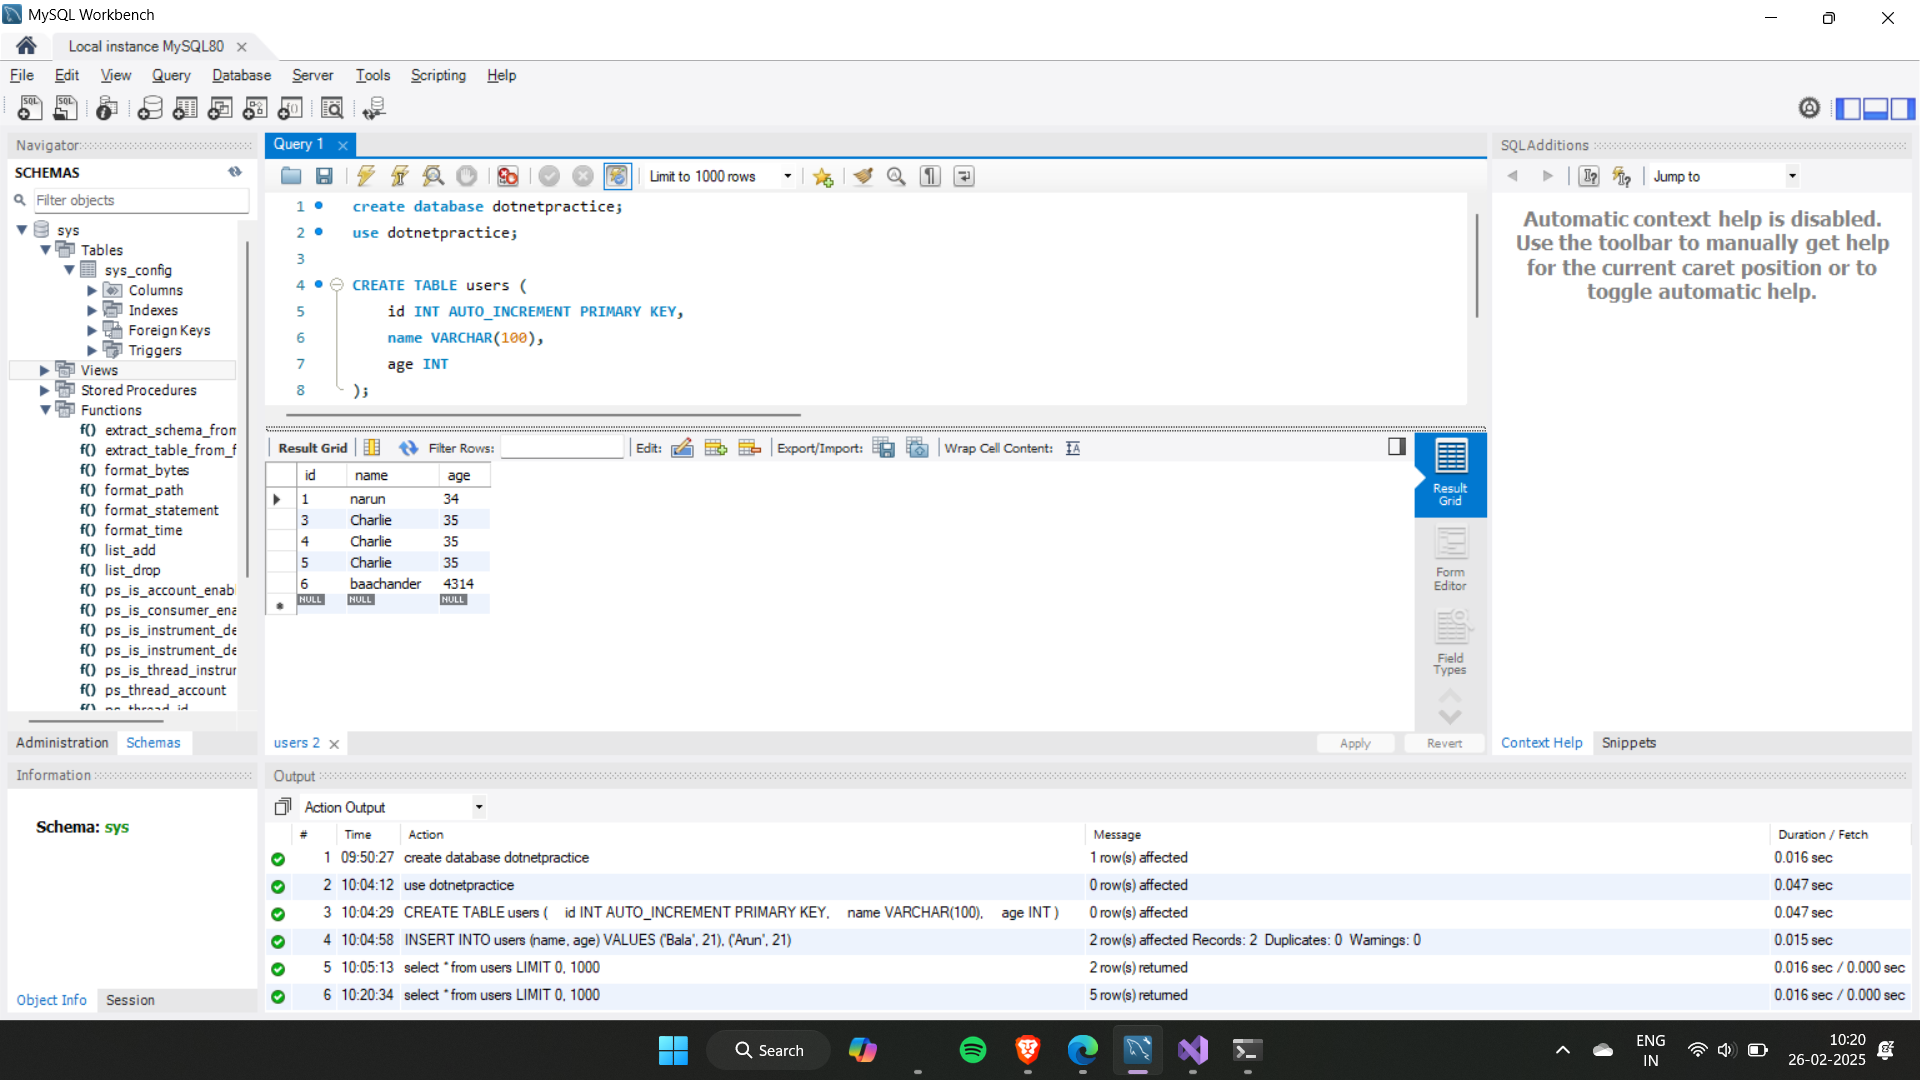 MySQL Workbench
Local instance MySQL80
File Edit View Query Database Server Tools Scripting Help
Navigator
SCHEMAS
Filter objects
sys
Tables
sys_config
Columns
Indexes
Foreign Keys
Triggers
Views
Stored Procedures
Functions
f() extract_schema_from
f() extract_table_from_f
f() format_bytes
f() format_path
f() format_statement
f() format_time
f() list_add
f() list_drop
f() ps_is_account_enabl
f() ps_is_consumer_ena
f() ps_is_instrument_de
f() ps_is_instrument_de
f() ps_is_thread_instrur
f() ps_thread_account
f() ps_thread_id
Administration Schemas
Information
Schema: sys
Object Info Session
Query 1
Limit to 1000 rows
1 create database dotnetpractice;
2 use dotnetpractice;
3
4 CREATE TABLE users (
5 id INT AUTO_INCREMENT PRIMARY KEY,
6 name VARCHAR(100),
7 age INT
8 );
Result Grid Filter Rows: Edit: Export/Import: Wrap Cell Content:
id name age
1 narun 34
3 Charlie 35
4 Charlie 35
5 Charlie 35
6 baachander 4314
NULL NULL NULL
Result Grid
Form Editor
Field Types
users 2
Apply Revert
SQLAdditions
Jump to
Automatic context help is disabled.
Use the toolbar to manually get help
for the current caret position or to
toggle automatic help.
Context Help Snippets
Output
Action Output
# Time Action Message Duration / Fetch
1 09:50:27 create database dotnetpractice 1 row(s) affected 0.016 sec
2 10:04:12 use dotnetpractice 0 row(s) affected 0.047 sec
3 10:04:29 CREATE TABLE users ( id INT AUTO_INCREMENT PRIMARY KEY, name VARCHAR(100), age INT ) 0 row(s) affected 0.047 sec
4 10:04:58 INSERT INTO users (name, age) VALUES ('Bala', 21), ('Arun', 21) 2 row(s) affected Records: 2 Duplicates: 0 Warnings: 0 0.015 sec
5 10:05:13 select * from users LIMIT 0, 1000 2 row(s) returned 0.016 sec / 0.000 sec
6 10:20:34 select * from users LIMIT 0, 1000 5 row(s) returned 0.016 sec / 0.000 sec
Search
ENG
IN
10:20
26-02-2025